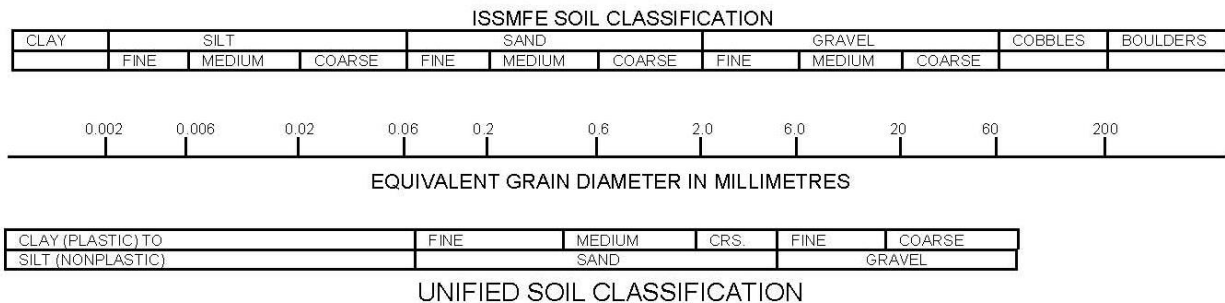 ISSMFE SOIL CLASSIFICATION
CLAY SILT SAND GRAVEL COBBLES BOULDERS
FINE MEDIUM COARSE FINE MEDIUM COARSE FINE MEDIUM COARSE
0.002 0.006 0.02 0.06 0.2 0.6 2.0 6.0 20 60 200
EQUIVALENT GRAIN DIAMETER IN MILLIMETRES
CLAY (PLASTIC) TO FINE MEDIUM CRS. FINE COARSE
SILT (NONPLASTIC) SAND GRAVEL
UNIFIED SOIL CLASSIFICATION